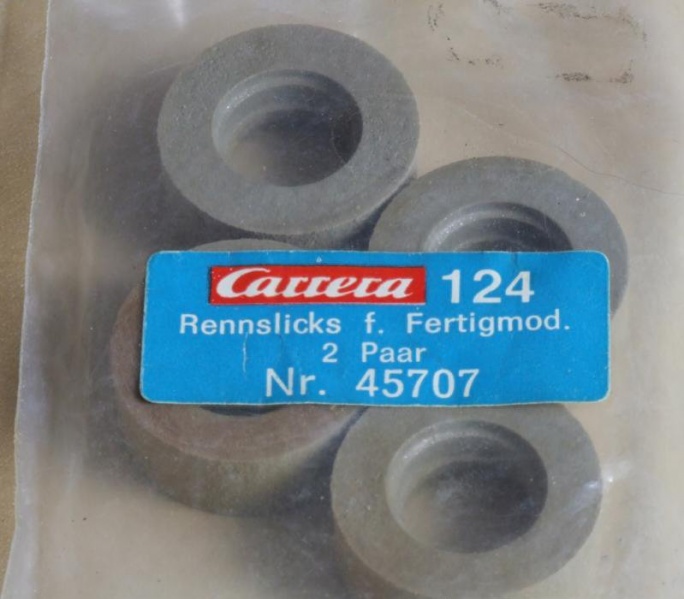 Carrera 124
Rennslicks f. Fertigmod.
2 Paar
Nr. 45707